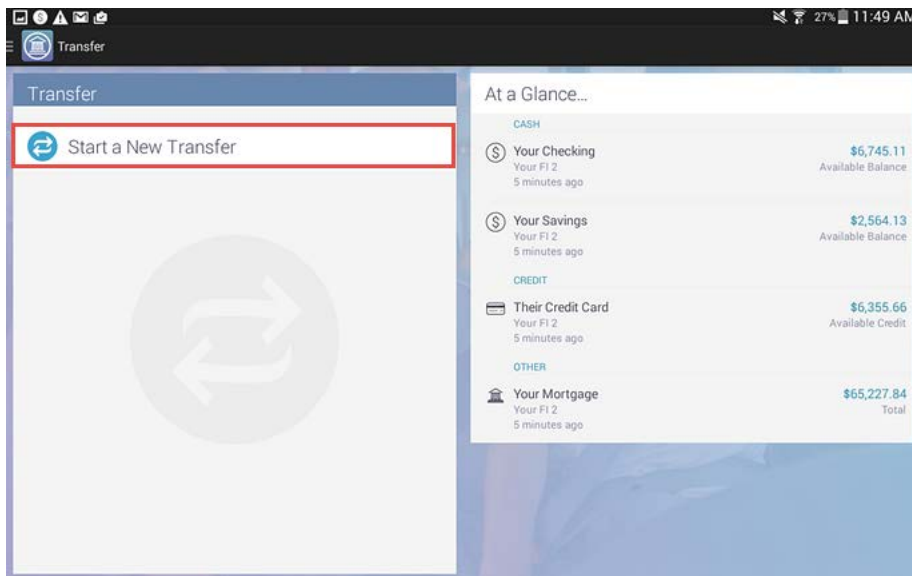 27% 11:49 AM
Transfer
Transfer
Start a New Transfer
At a Glance...
CASH
Your Checking $6,745.11
Your FI 2 Available Balance
5 minutes ago
Your Savings $2,564.13
Your FI 2 Available Balance
5 minutes ago
CREDIT
Their Credit Card $6,355.66
Your FI 2 Available Credit
5 minutes ago
OTHER
Your Mortgage $65,227.84
Your FI 2 Total
5 minutes ago